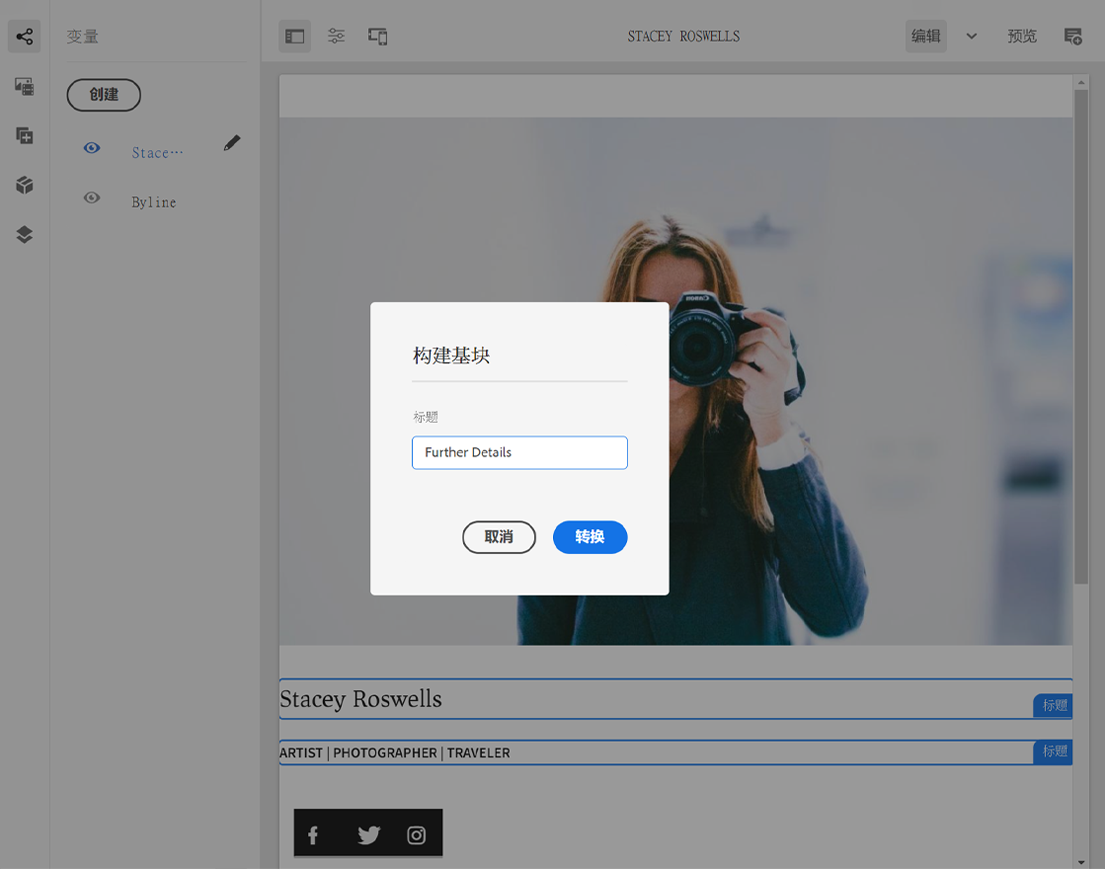 变量
STACEY ROSWELLS
编辑
预览
创建
Stace…
Byline
CANON
构建基块
标题
Further Details
取消
转换
Stacey Roswells
标题
ARTIST | PHOTOGRAPHER | TRAVELER
标题